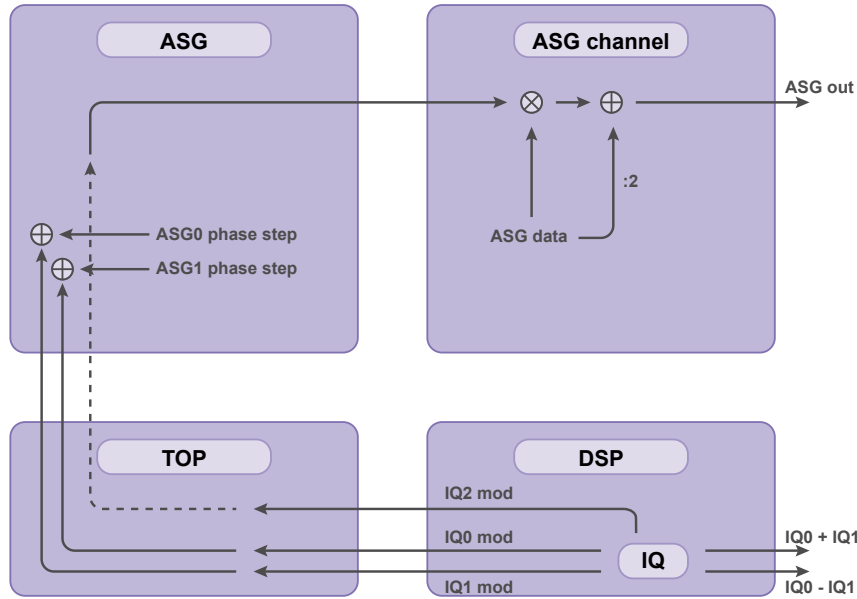 ASG
ASG channel
ASG out
:2
ASG0 phase step
ASG data
ASG1 phase step
TOP
DSP
IQ2 mod
IQ0 mod
IQ0 + IQ1
IQ
IQ1 mod
IQ0 - IQ1